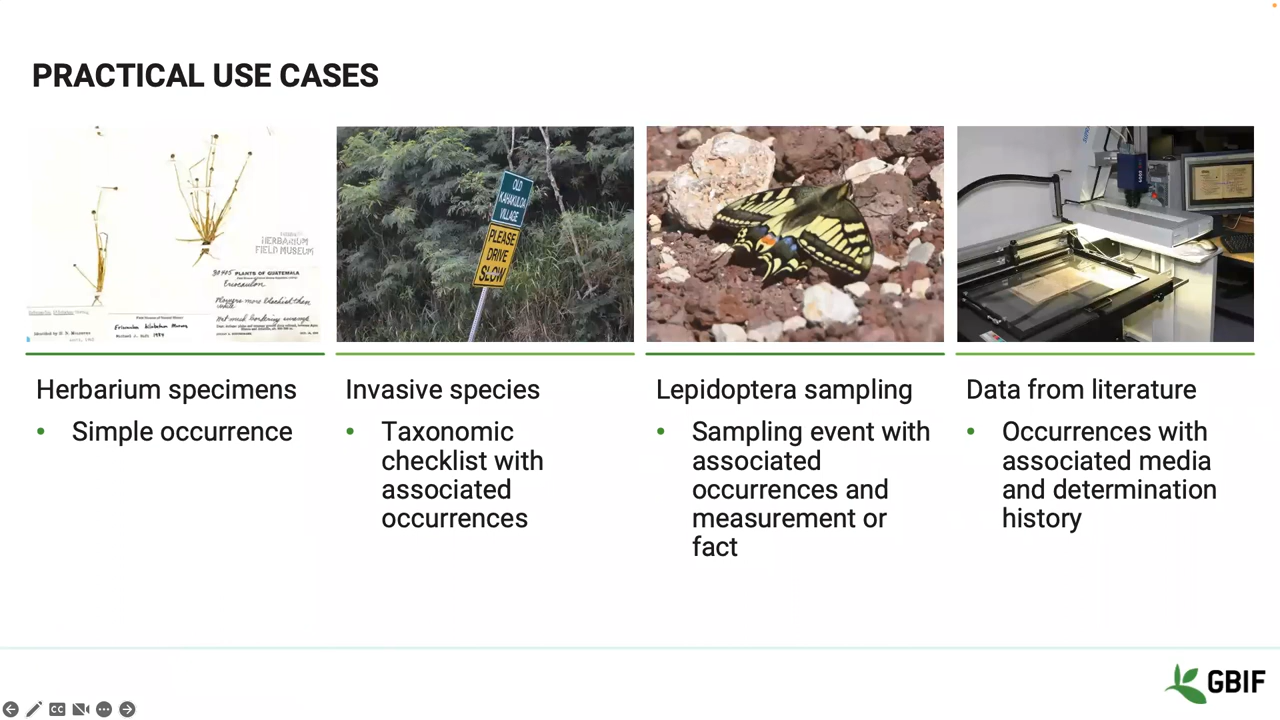 PRACTICAL USE CASES
HERBARIUM
FIELD MUSEUM
PLANTS OF GUATEMALA
Eriocaulon
OLD
KAHAKULOA
VILLAGE
PLEASE
DRIVE
SLOW
Herbarium specimens
• Simple occurrence
Invasive species
• Taxonomic
checklist with
associated
occurrences
Lepidoptera sampling
• Sampling event with
associated
occurrences and
measurement or
fact
Data from literature
• Occurrences with
associated media
and determination
history
GBIF
CC